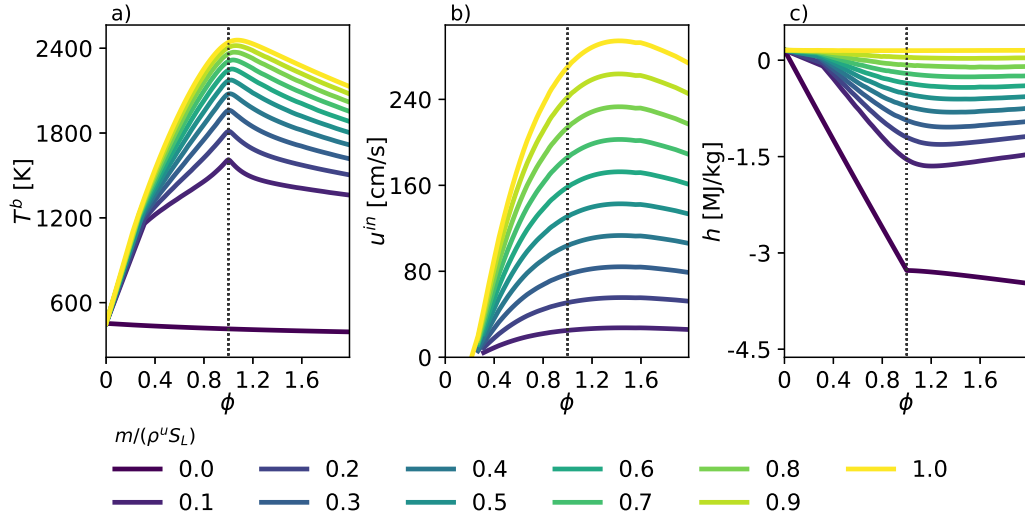 a)
b)
c)
2400
1800
1200
600
T^b [K]
0
0.4
0.8
1.2
1.6
ϕ
240
160
80
0
u^{in} [cm/s]
0
0.4
0.8
1.2
1.6
ϕ
0
-1.5
-3
-4.5
h [MJ/kg]
0
0.4
0.8
1.2
1.6
ϕ
m/(ρ^u S_L)
0.0 0.2 0.4 0.6 0.8 1.0
0.1 0.3 0.5 0.7 0.9